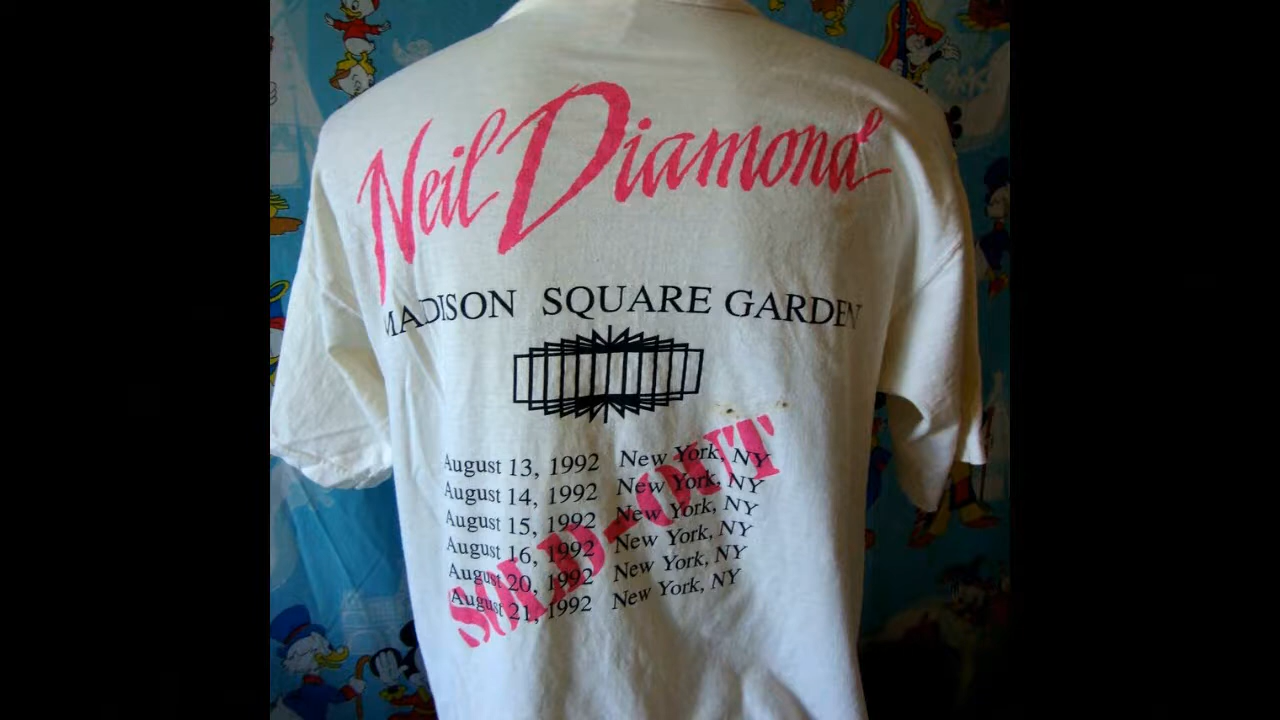 Neil Diamond
MADISON SQUARE GARDEN
August 13, 1992 New York, NY
August 14, 1992 New York, NY
August 15, 1992 New York, NY
August 16, 1992 New York, NY
August 20, 1992 New York, NY
August 21, 1992 New York, NY
SOLD-OUT